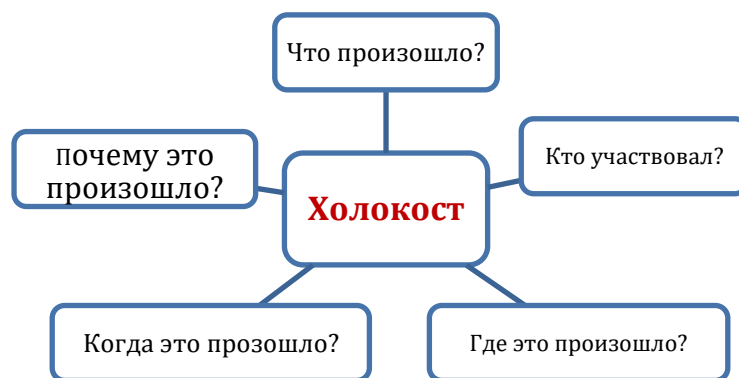 Что произошло?
почему это
произошло?
Кто участвовал?
Холокост
Когда это прозошло?
Где это произошло?